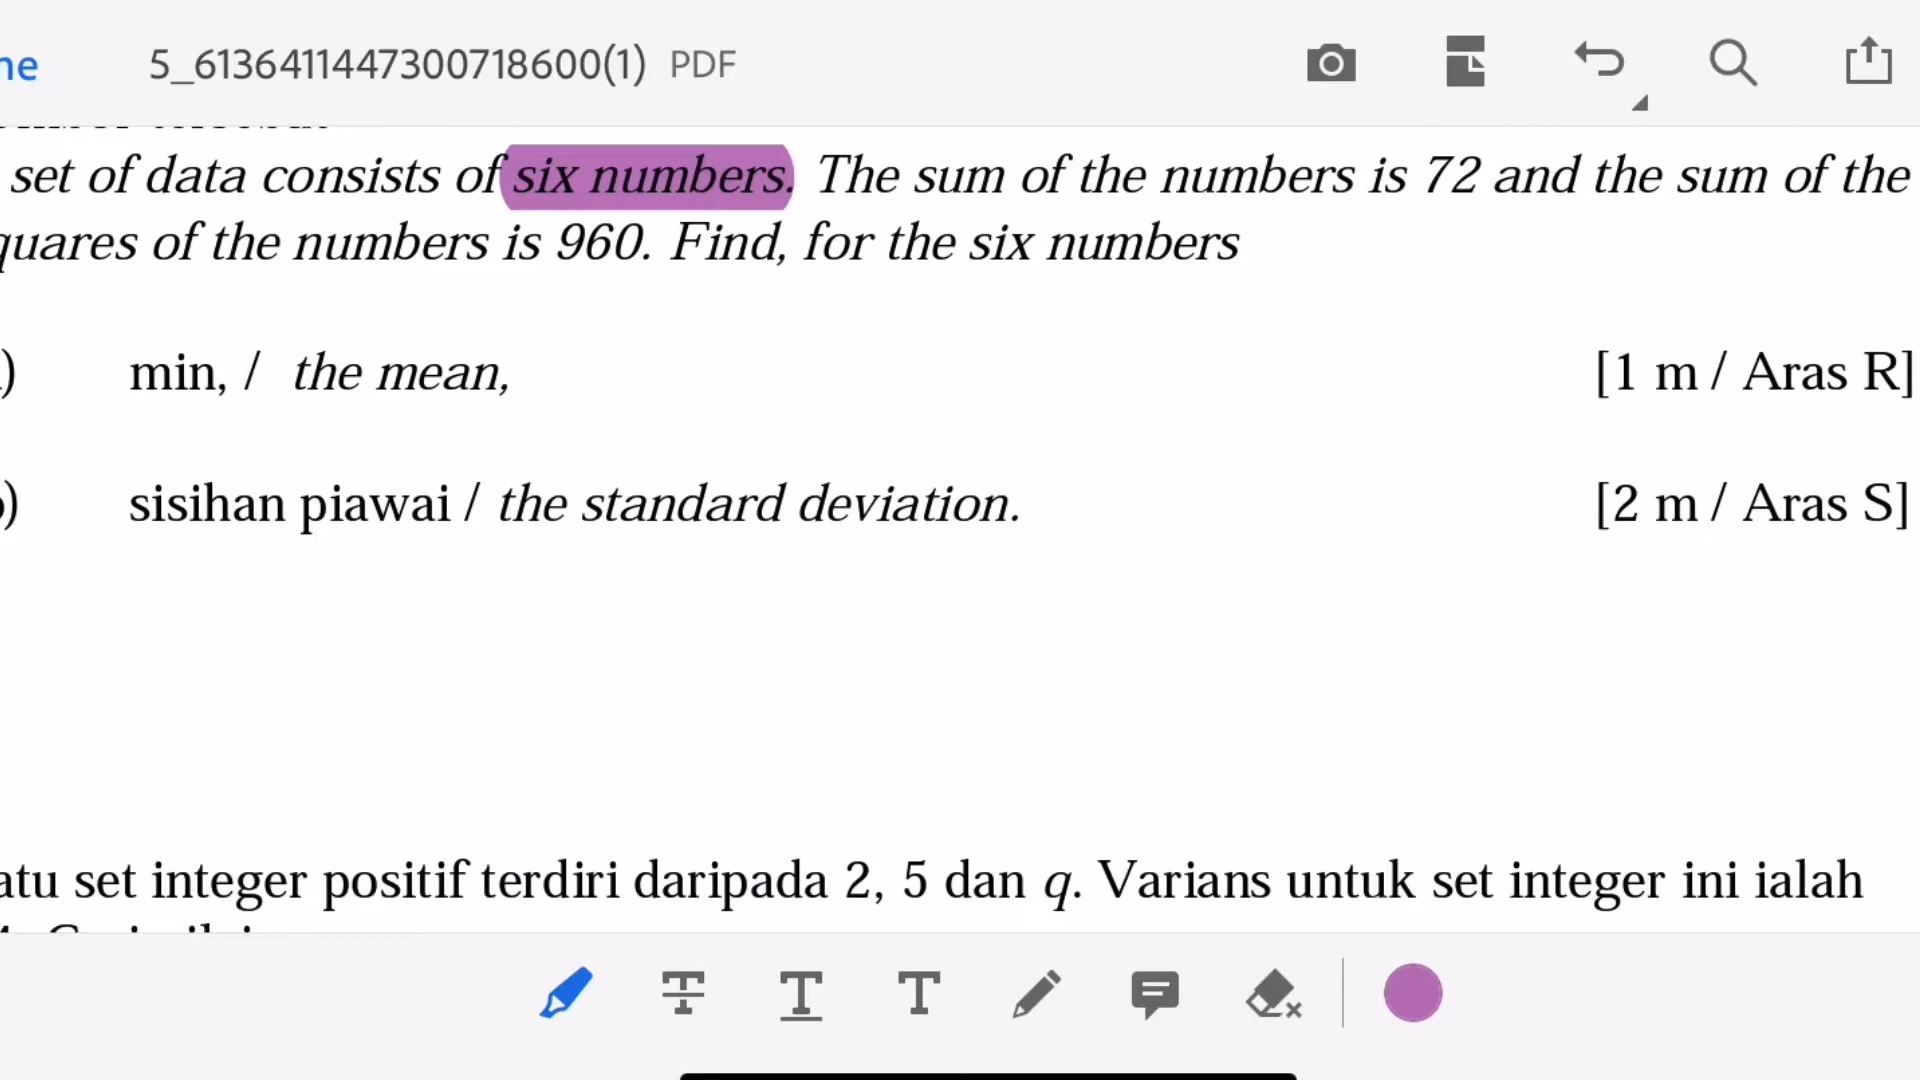 ne 5_6136411447300718600(1) PDF
set of data consists of six numbers. The sum of the numbers is 72 and the sum of the
quares of the numbers is 960. Find, for the six numbers
) min, / the mean, [1 m / Aras R]
) sisihan piawai / the standard deviation. [2 m / Aras S]
atu set integer positif terdiri daripada 2, 5 dan q. Varians untuk set integer ini ialah